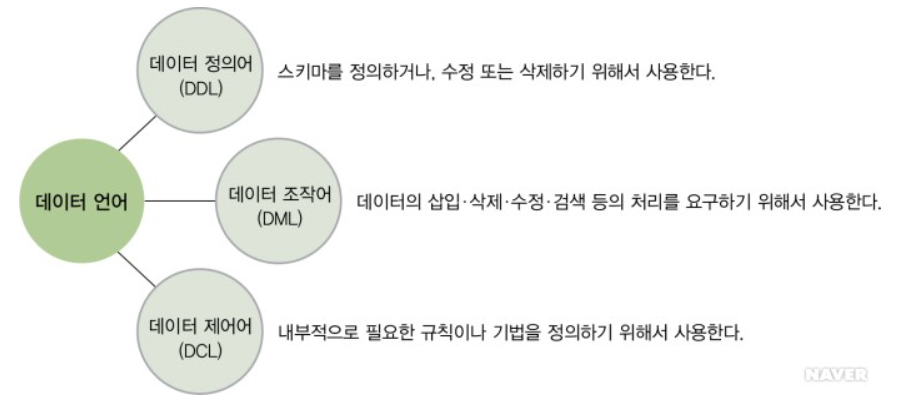 데이터 정의어
(DDL)
스키마를 정의하거나, 수정 또는 삭제하기 위해서 사용한다.
데이터 언어
데이터 조작어
(DML)
데이터의 삽입·삭제·수정·검색 등의 처리를 요구하기 위해서 사용한다.
데이터 제어어
(DCL)
내부적으로 필요한 규칙이나 기법을 정의하기 위해서 사용한다.
NAVER